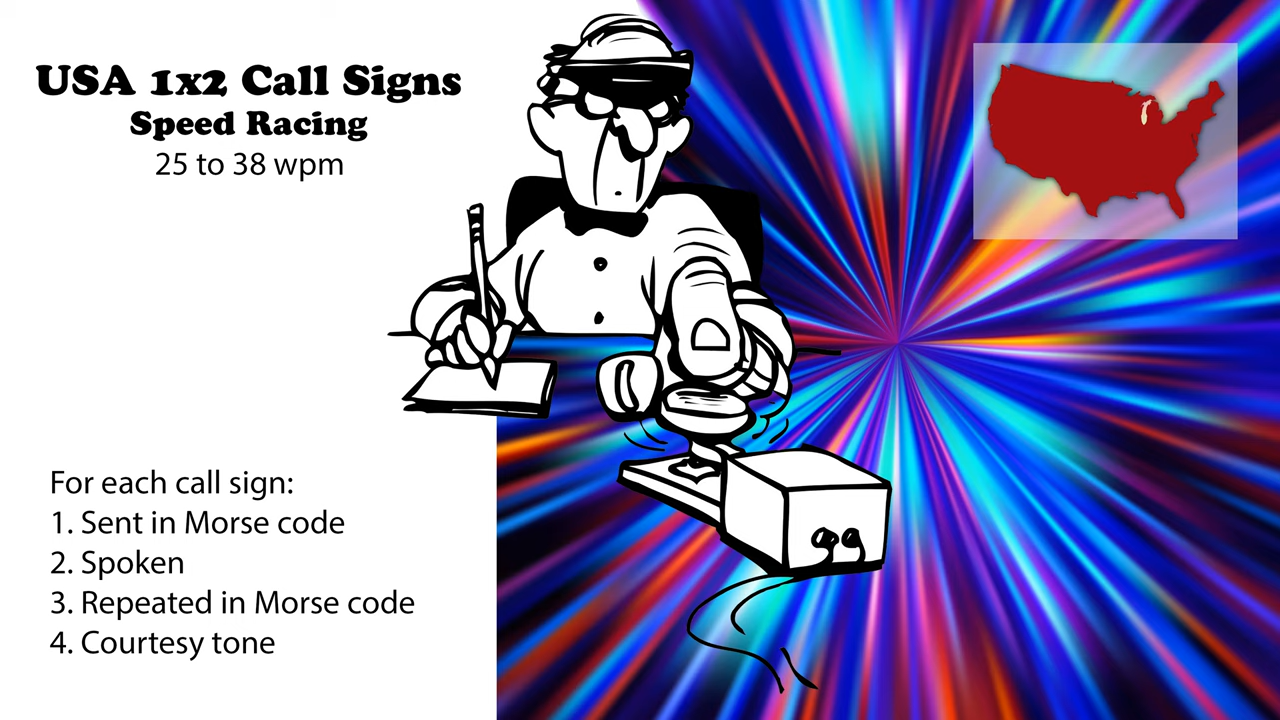 USA 1x2 Call Signs
Speed Racing
25 to 38 wpm
For each call sign:
1. Sent in Morse code
2. Spoken
3. Repeated in Morse code
4. Courtesy tone